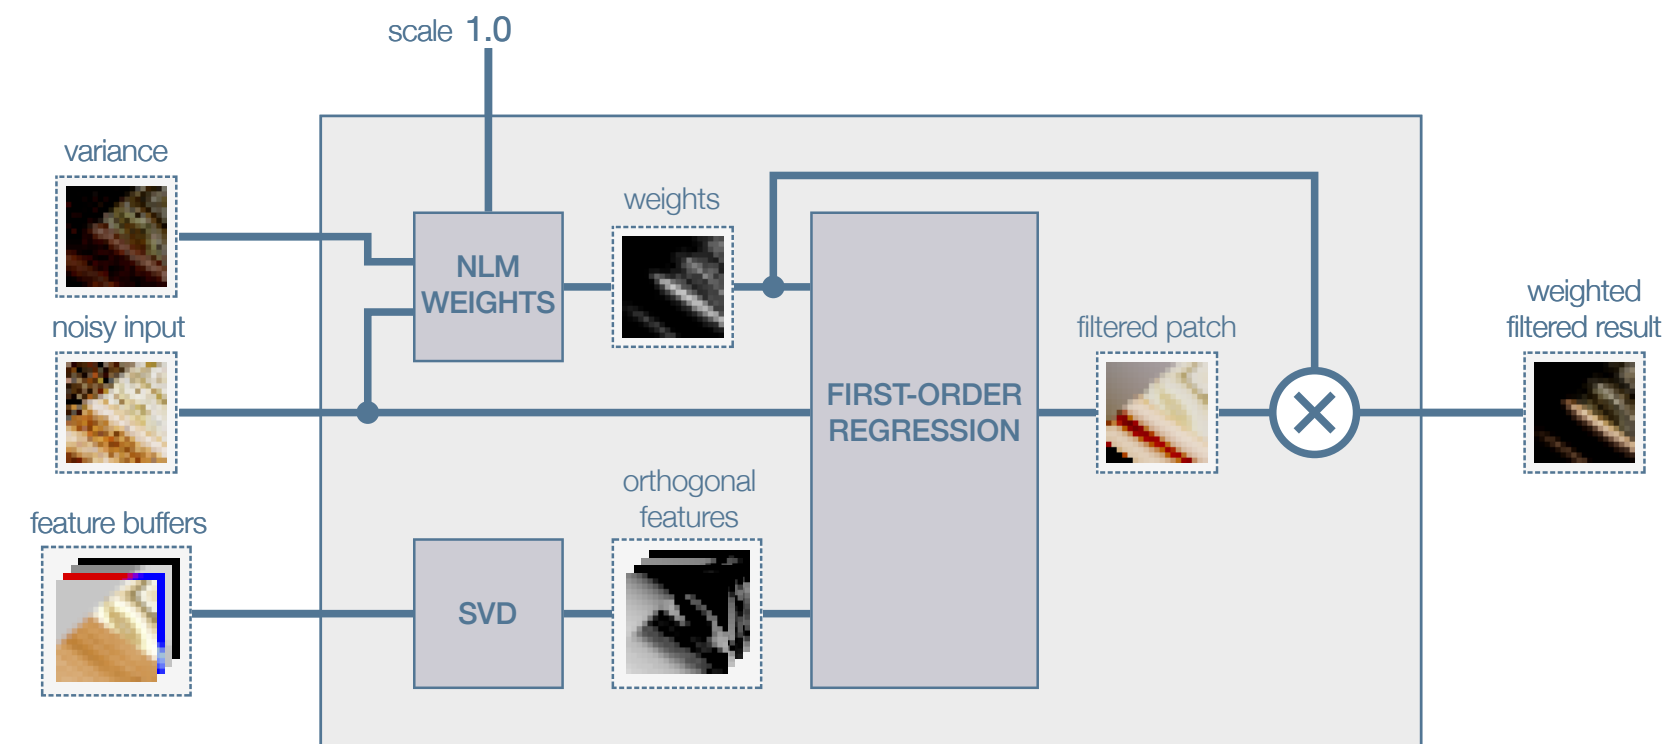 scale 1.0
variance
weights
NLM
WEIGHTS
noisy input
filtered patch
weighted
filtered result
FIRST-ORDER
REGRESSION
orthogonal
features
feature buffers
SVD